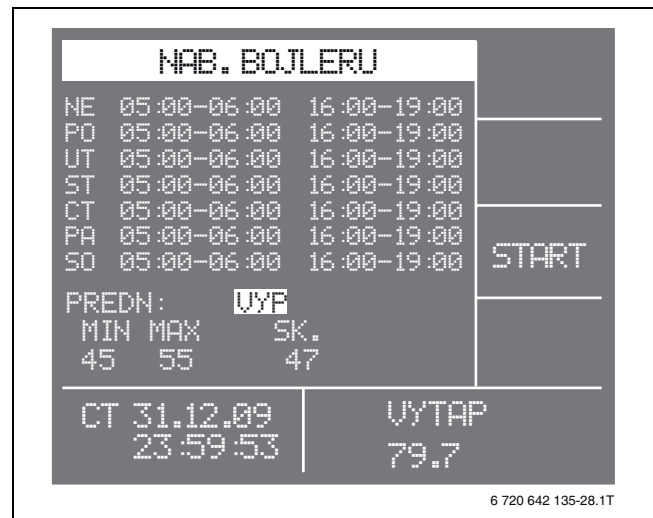 NAB. BOJLERU
NE 05:00-06:00 16:00-19:00
PO 05:00-06:00 16:00-19:00
UT 05:00-06:00 16:00-19:00
ST 05:00-06:00 16:00-19:00
CT 05:00-06:00 16:00-19:00
PA 05:00-06:00 16:00-19:00
SO 05:00-06:00 16:00-19:00
START
PREDN: VYP
MIN MAX SK.
45 55 47
CT 31.12.09
23:59:53
VYTAP
79.7
6 720 642 135-28.1T